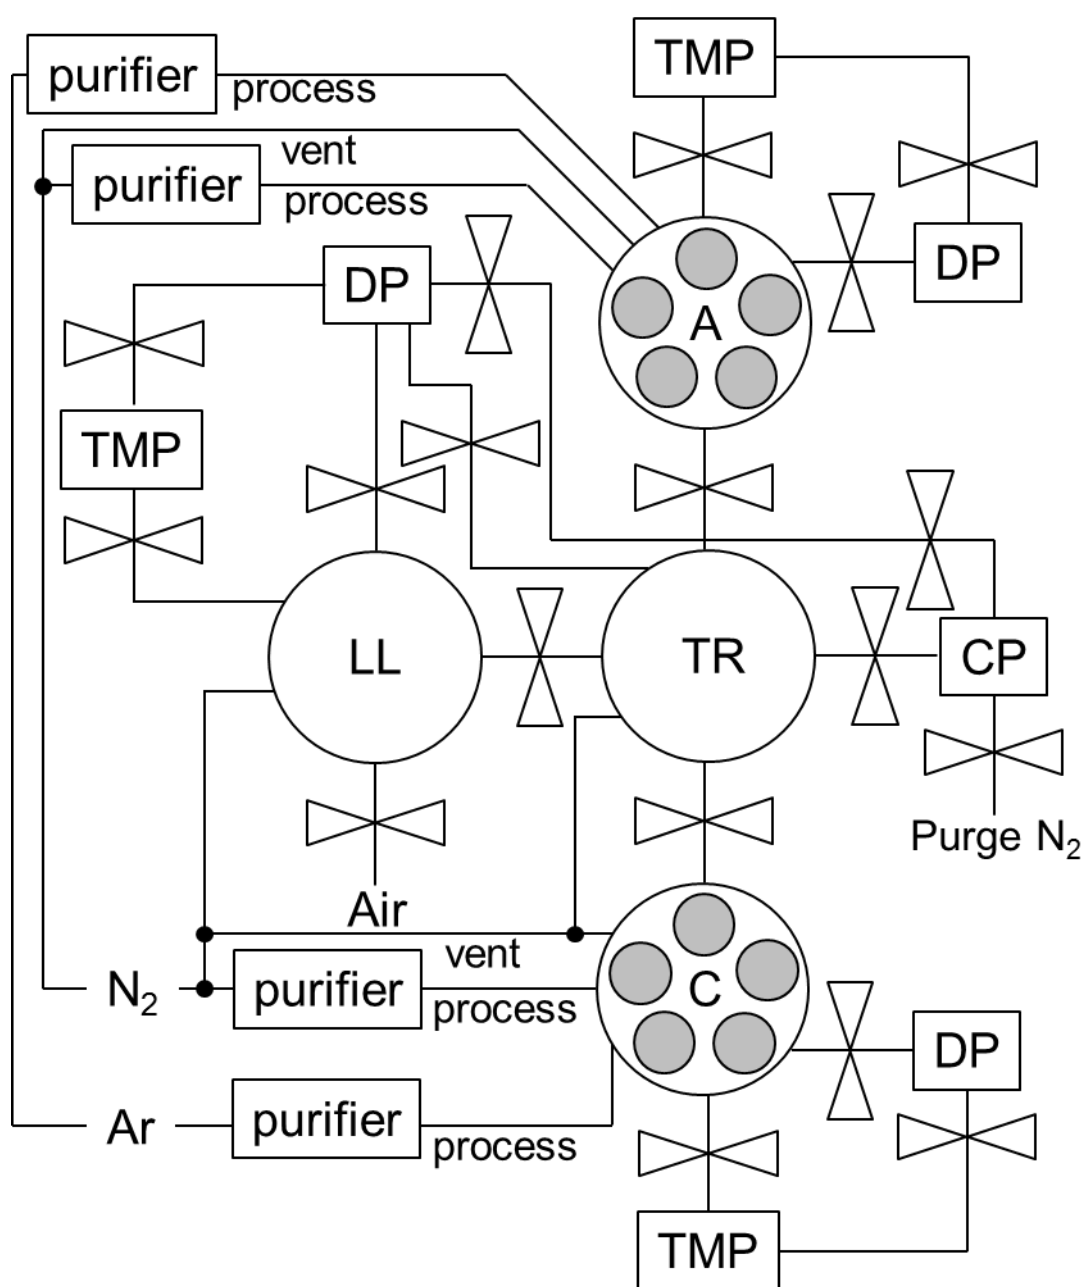 TMP
purifier
process
vent
purifier
process
DP
DP
A
TMP
LL
TR
CP
Purge N₂
Air
vent
N₂
purifier
process
C
DP
Ar
purifier
process
TMP